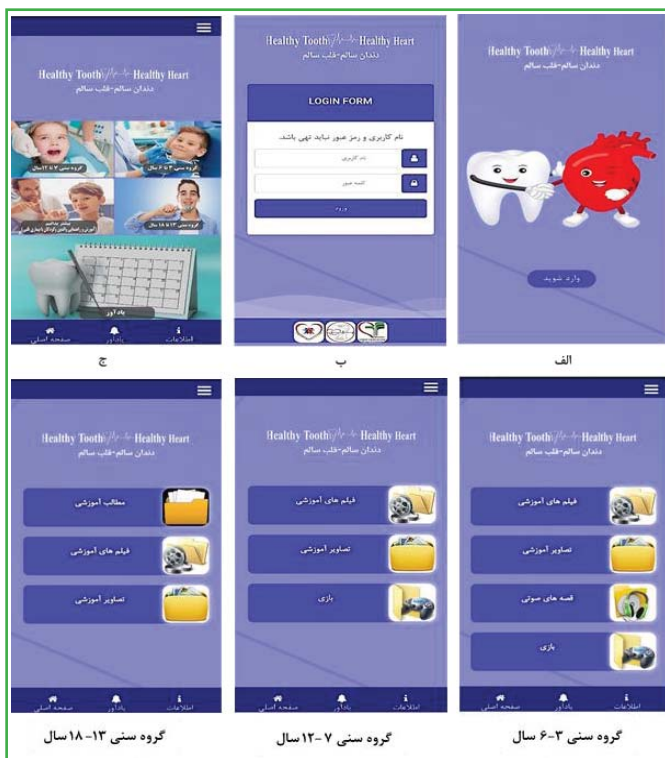 Healthy Tooth Healthy Heart
دندان سالم-قلب سالم
وارد شوید
الف
Healthy Tooth Healthy Heart
دندان سالم-قلب سالم
LOGIN FORM
نام کاربری و رمز عبور نباید تهی باشد.
نام کاربری
کلمه عبور
ورود
ب
Healthy Tooth Healthy Heart
دندان سالم-قلب سالم
گروه سنی ۳ تا ۶ سال
گروه سنی ۷ تا ۱۲ سال
گروه سنی ۱۳ تا ۱۸ سال
بیشتر بدانیم
یادآور
اطلاعات
یادآور
صفحه اصلی
ج
Healthy Tooth Healthy Heart
دندان سالم-قلب سالم
فیلم های آموزشی
تصاویر آموزشی
قصه های صوتی
بازی
اطلاعات
یادآور
صفحه اصلی
گروه سنی ۳-۶ سال
Healthy Tooth Healthy Heart
دندان سالم-قلب سالم
فیلم های آموزشی
تصاویر آموزشی
بازی
اطلاعات
یادآور
صفحه اصلی
گروه سنی ۷-۱۲سال
Healthy Tooth Healthy Heart
دندان سالم-قلب سالم
مطالب آموزشی
فیلم های آموزشی
تصاویر آموزشی
اطلاعات
یادآور
صفحه اصلی
گروه سنی ۱۳-۱۸سال